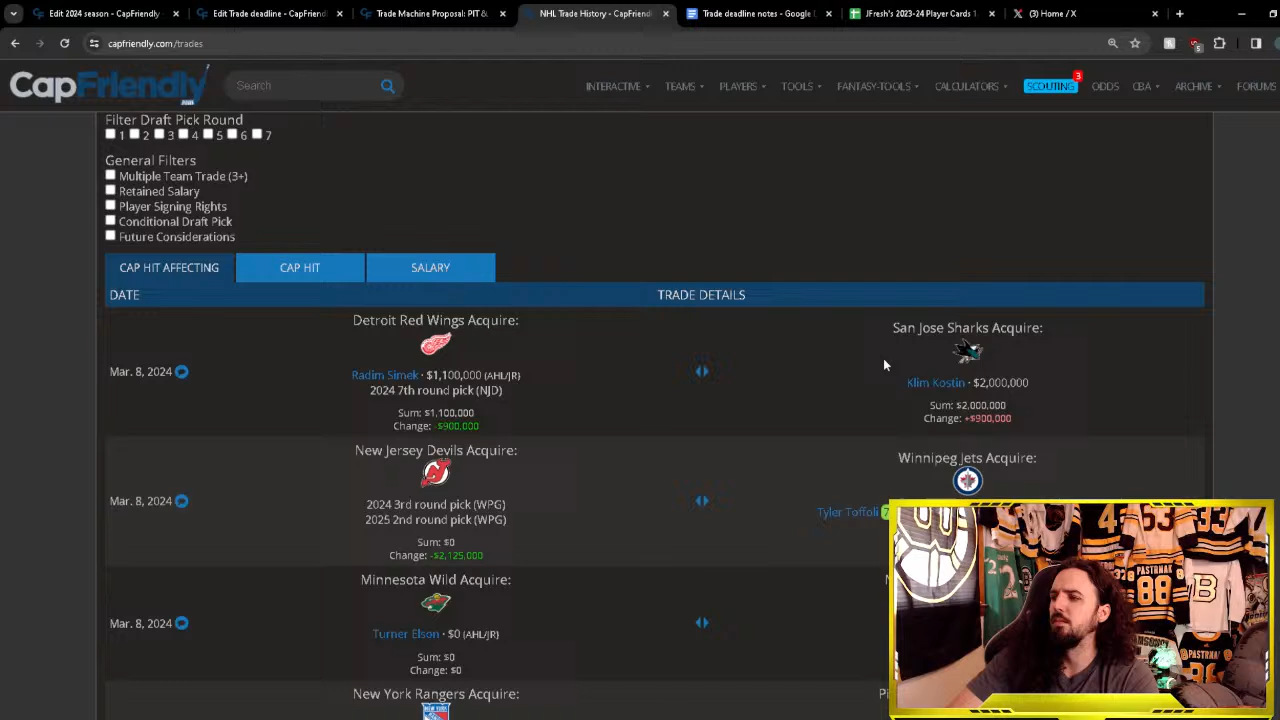 Edit 2024 season - CapFriendly
Edit Trade deadline - CapFriend
Trade Machine Proposal: PIT &
NHL Trade History - CapFriend
Trade deadline notes - Google
JFresh's 2023-24 Player Cards
(3) Home / X
capfriendly.com/trades
CapFriendly
Search
INTERACTIVE
TEAMS
PLAYERS
TOOLS
FANTASY-TOOLS
CALCULATORS
SCOUTING
3
ODDS
CBA
ARCHIVE
FORUMS
Filter Draft Pick Round
1 2 3 4 5 6 7
General Filters
Multiple Team Trade (3+)
Retained Salary
Player Signing Rights
Conditional Draft Pick
Future Considerations
CAP HIT AFFECTING
CAP HIT
SALARY
DATE
TRADE DETAILS
Mar. 8, 2024
Detroit Red Wings Acquire:
Radim Simek · $1,100,000 (AHL/JR)
2024 7th round pick (NJD)
Sum: $1,100,000
Change: -$900,000
San Jose Sharks Acquire:
Klim Kostin · $2,000,000
Sum: $2,000,000
Change: +$900,000
Mar. 8, 2024
New Jersey Devils Acquire:
2024 3rd round pick (WPG)
2025 2nd round pick (WPG)
Sum: $0
Change: -$2,125,000
Winnipeg Jets Acquire:
Tyler Toffoli
Mar. 8, 2024
Minnesota Wild Acquire:
Turner Elson · $0 (AHL/JR)
Sum: $0
Change: $0
New York Rangers Acquire:
4
33
PASTRNAK
88
B
PASTRNAK